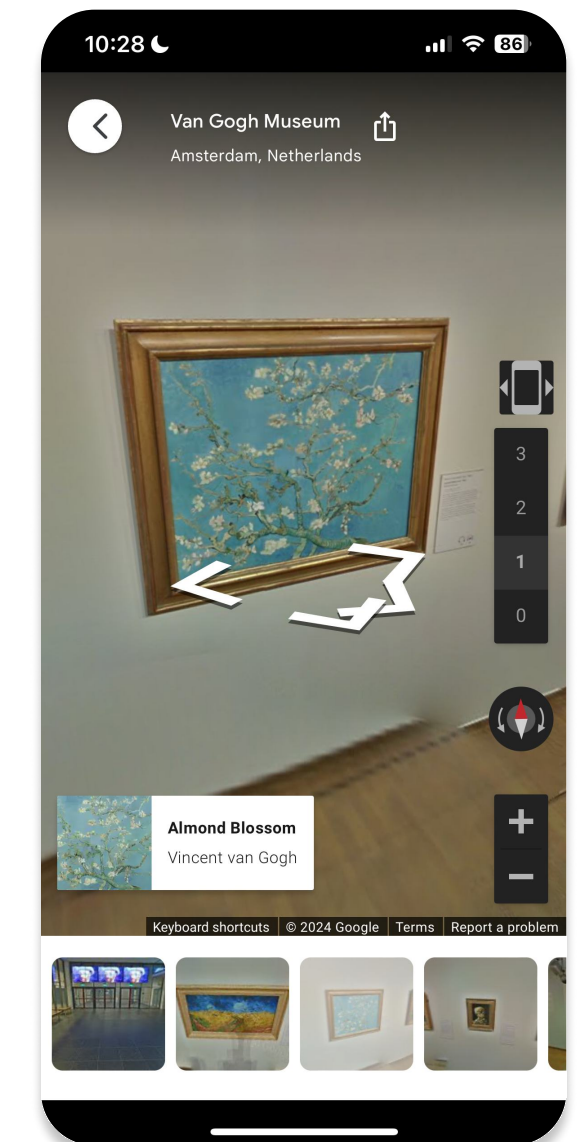 10:28
86
Van Gogh Museum
Amsterdam, Netherlands
3
2
1
0
Almond Blossom
Vincent van Gogh
Keyboard shortcuts
© 2024 Google
Terms
Report a problem